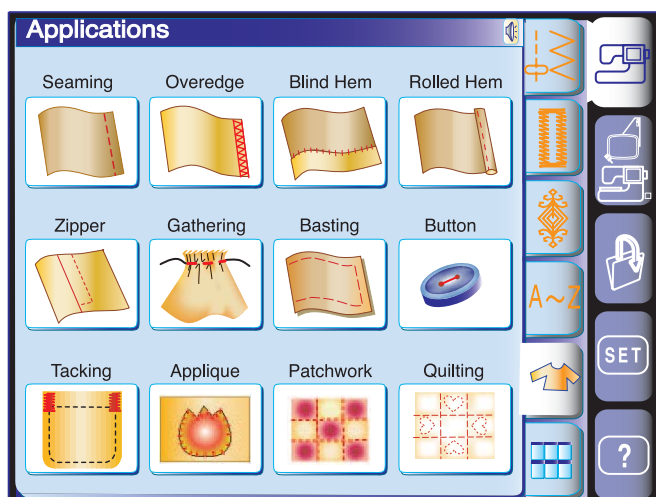 Applications
Seaming Overedge Blind Hem Rolled Hem
Zipper Gathering Basting Button
A~Z
SET
Tacking Applique Patchwork Quilting
?